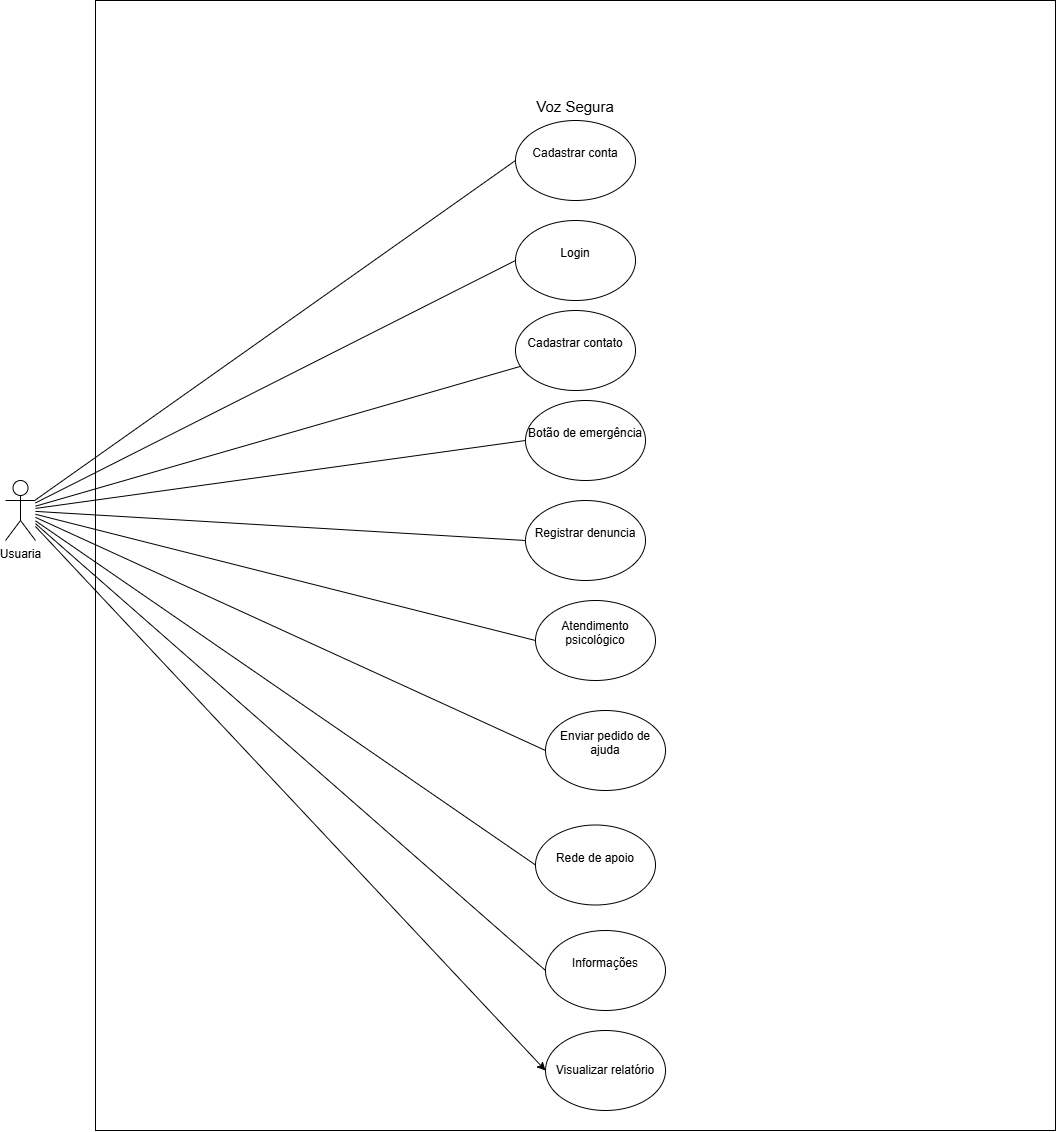 Voz Segura
Cadastrar conta
Login
Cadastrar contato
Botão de emergência
Usuaria
Registrar denuncia
Atendimento
psicológico
Enviar pedido de
ajuda
Rede de apoio
Informações
Visualizar relatório